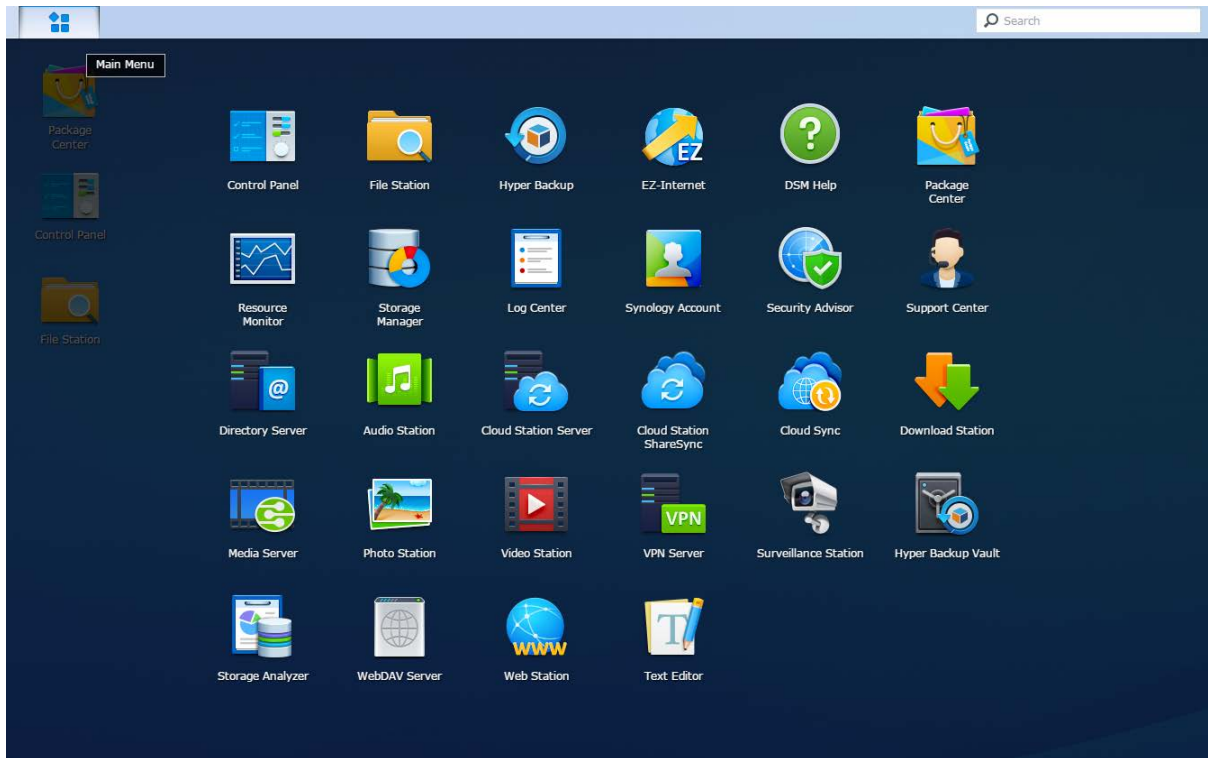 Search
Main Menu
Package
Center
Control Panel
File Station
Control Panel
File Station
Hyper Backup
EZ
EZ-Internet
?
DSM Help
Package
Center
Resource
Monitor
Storage
Manager
Log Center
Synology Account
Security Advisor
Support Center
@
Directory Server
Audio Station
Cloud Station Server
Cloud Station
ShareSync
Cloud Sync
Download Station
Media Server
Photo Station
Video Station
VPN
VPN Server
Surveillance Station
Hyper Backup Vault
Storage Analyzer
WebDAV Server
WWW
Web Station
T
Text Editor